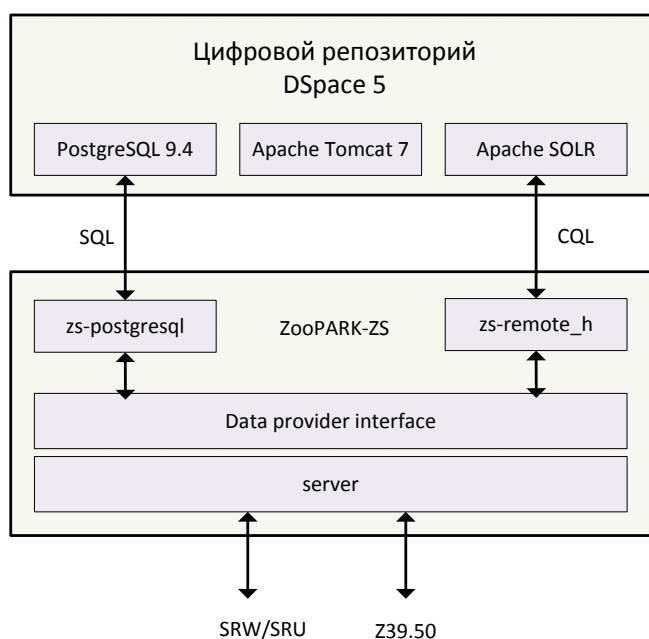 Цифровой репозиторий
DSpace 5
PostgreSQL 9.4
Apache Tomcat 7
Apache SOLR
SQL
CQL
zs-postgresql
ZooPARK-ZS
zs-remote_h
Data provider interface
server
SRW/SRU
Z39.50